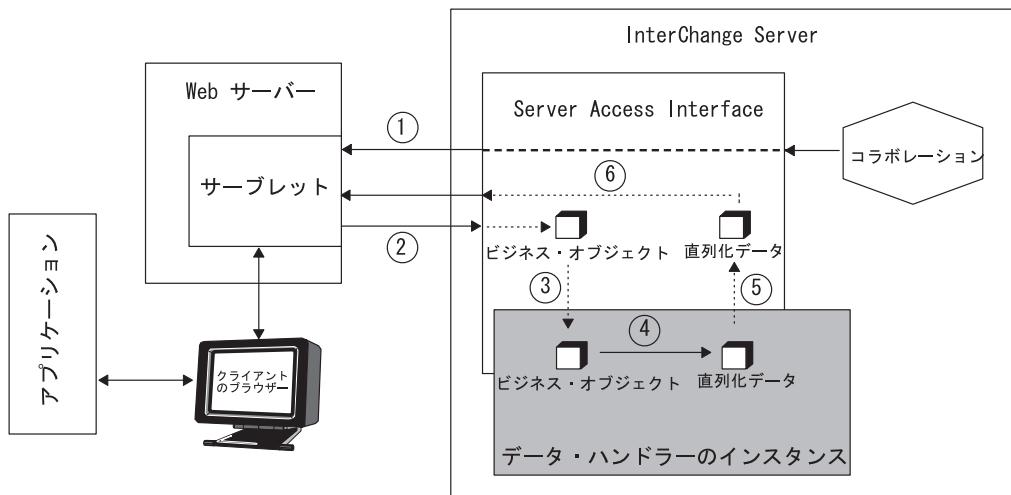 InterChange Server
Web サーバー
Server Access Interface
①
コラボレーション
サーブレット
⑥
②
ビジネス・オブジェクト
直列化データ
アプリケーション
③
⑤
④
クライアント
のブラウザー
ビジネス・オブジェクト
直列化データ
データ・ハンドラーのインスタンス